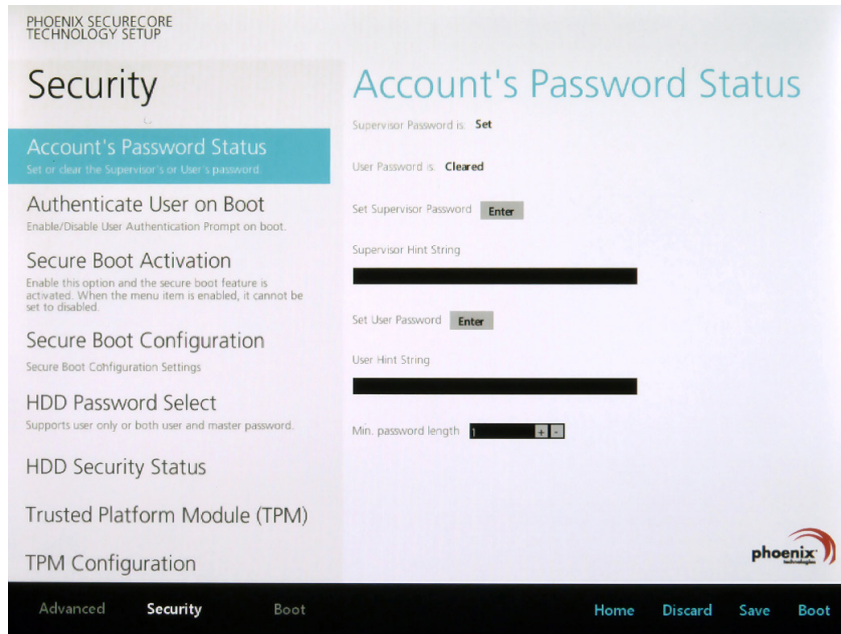 PHOENIX SECURECORE
TECHNOLOGY SETUP
Security
Account's Password Status
Set or clear the Supervisor's or User's password.
Authenticate User on Boot
Enable/Disable User Authentication Prompt on boot.
Secure Boot Activation
Enable this option and the secure boot feature is
activated. When the menu item is enabled, it cannot be
set to disabled.
Secure Boot Configuration
Secure Boot Configuration Settings
HDD Password Select
Supports user only or both user and master password.
HDD Security Status
Trusted Platform Module (TPM)
TPM Configuration
Account's Password Status
Supervisor Password is: Set
User Password is: Cleared
Set Supervisor Password Enter
Supervisor Hint String
Set User Password Enter
User Hint String
Min. password length 1 + -
phoenix
technologies
Advanced Security Boot Home Discard Save Boot